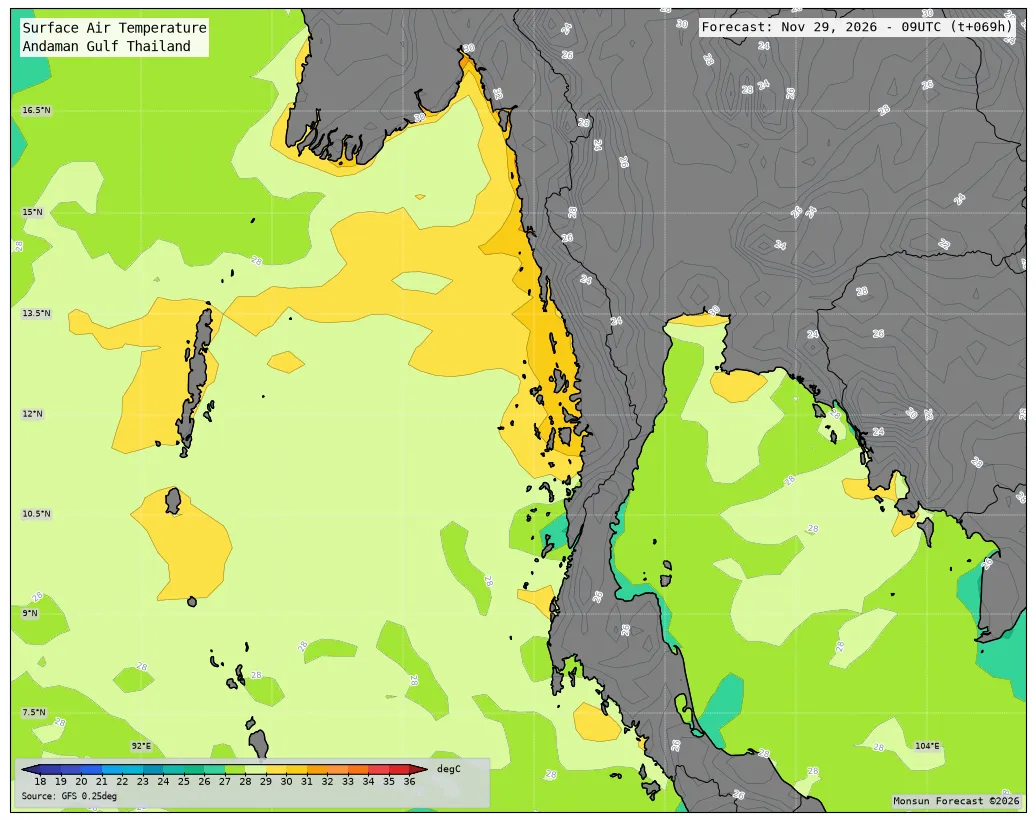 Surface Air Temperature
Andaman Gulf Thailand
Forecast: Nov 29, 2026 - 09UTC (t+069h)
16.5°N
15°N
13.5°N
12°N
10.5°N
9°N
7.5°N
92°E
104°E
18 19 20 21 22 23 24 25 26 27 28 29 30 31 32 33 34 35 36
degC
Source: GFS 0.25deg
Monsun Forecast ©2026